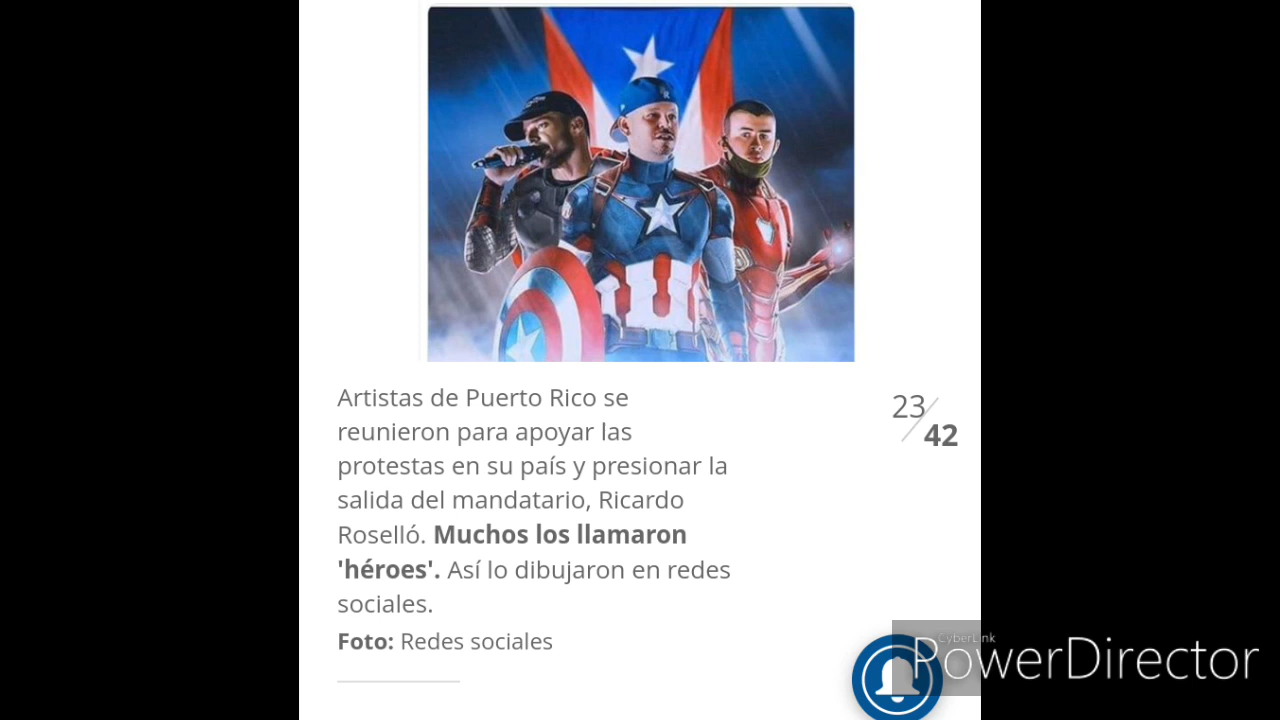 Artistas de Puerto Rico se
reunieron para apoyar las
protestas en su país y presionar la
salida del mandatario, Ricardo
Roselló. Muchos los llamaron
'héroes'. Así lo dibujaron en redes
sociales.
Foto: Redes sociales
23/42
CyberLink
PowerDirector